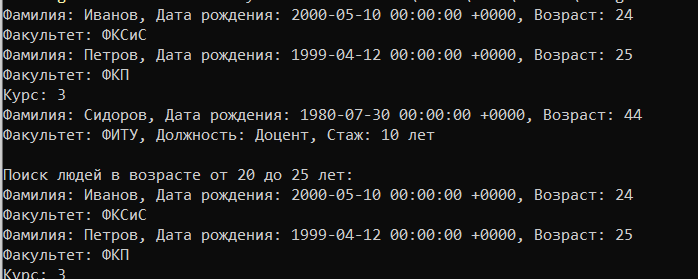 Фамилия: Иванов, Дата рождения: 2000-05-10 00:00:00 +0000, Возраст: 24
Факультет: ФКСиС
Фамилия: Петров, Дата рождения: 1999-04-12 00:00:00 +0000, Возраст: 25
Факультет: ФКП
Курс: 3
Фамилия: Сидоров, Дата рождения: 1980-07-30 00:00:00 +0000, Возраст: 44
Факультет: ФИТУ, Должность: Доцент, Стаж: 10 лет
Поиск людей в возрасте от 20 до 25 лет:
Фамилия: Иванов, Дата рождения: 2000-05-10 00:00:00 +0000, Возраст: 24
Факультет: ФКСиС
Фамилия: Петров, Дата рождения: 1999-04-12 00:00:00 +0000, Возраст: 25
Факультет: ФКП
Курс: 3